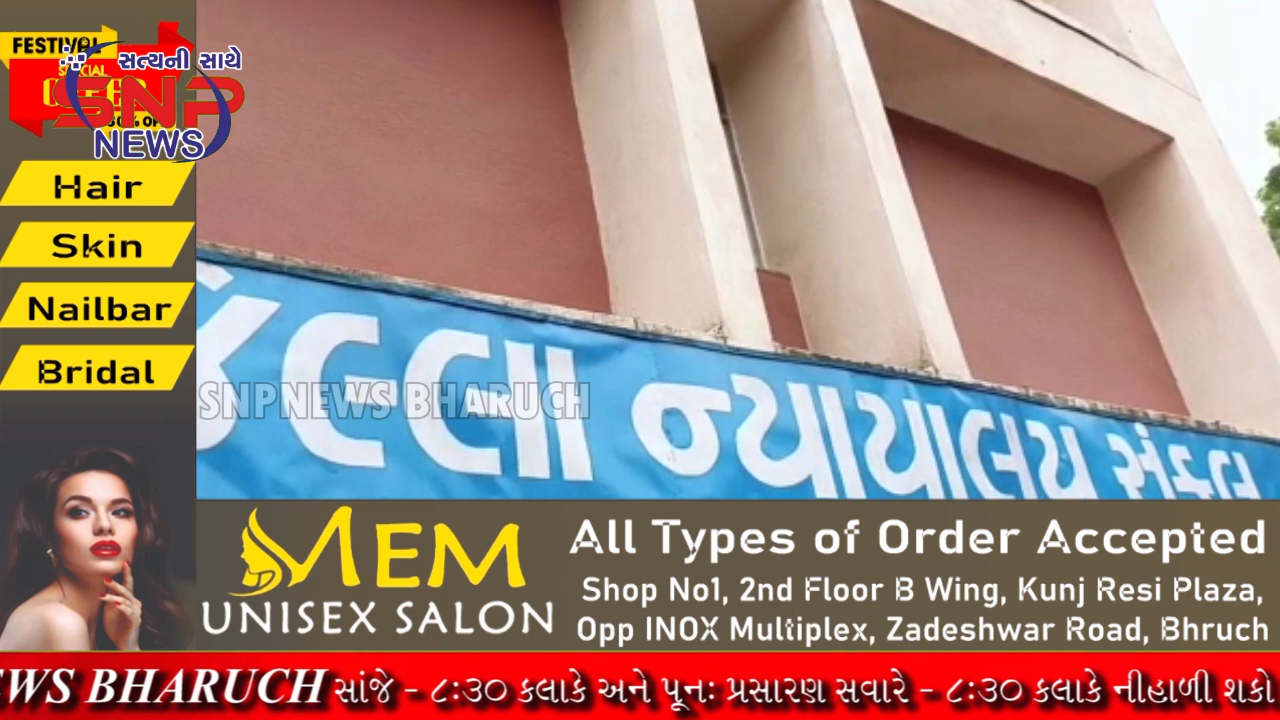 FESTIVAL
સત્યની સાથે
SNP
NEWS
Hair
Skin
Nailbar
Bridal
જિલ્લા ન્યાયાલય સંકુલ
SNPNEWS BHARUCH
MEM
UNISEX SALON
All Types of Order Accepted
Shop No1, 2nd Floor B Wing, Kunj Resi Plaza,
Opp INOX Multiplex, Zadeshwar Road, Bhruch
EWS BHARUCH સાંજે - ૮:૩૦ કલાકે અને પૂનઃ પ્રસારણ સવારે - ૮:૩૦ કલાકે નીહાળી શકો